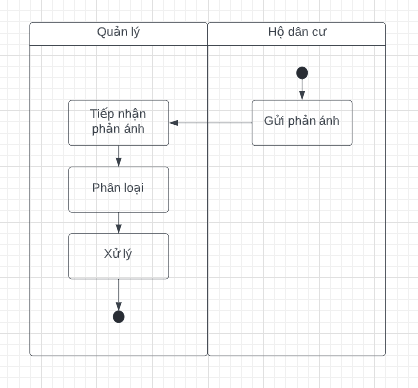 Quản lý
Hộ dân cư
Gửi phản ánh
Tiếp nhận
phản ánh
Phân loại
Xử lý